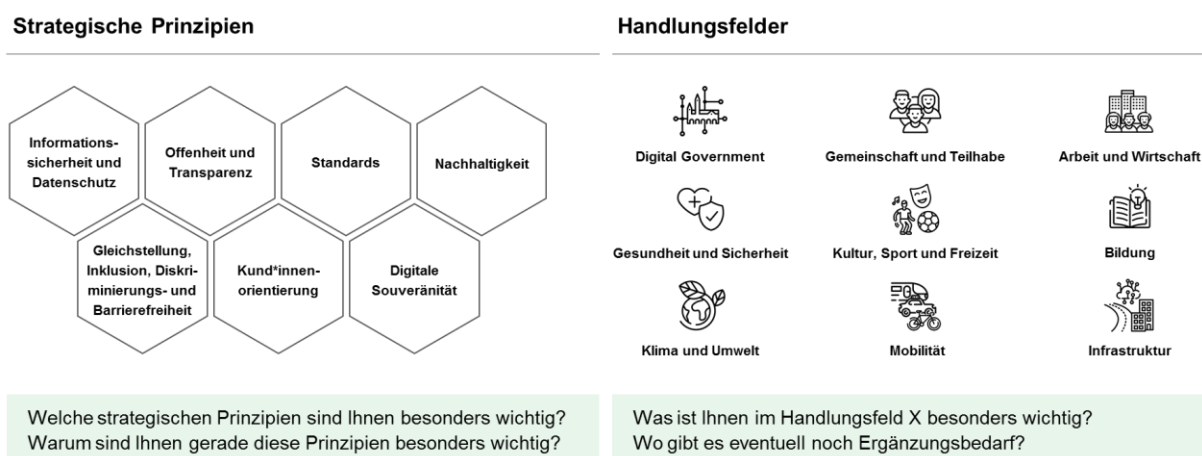 Strategische Prinzipien
Informations-
sicherheit und
Datenschutz
Offenheit und
Transparenz
Standards
Nachhaltigkeit
Gleichstellung,
Inklusion, Diskri-
minierungs- und
Barrierefreiheit
Kund*innen-
orientierung
Digitale
Souveränität
Welche strategischen Prinzipien sind Ihnen besonders wichtig?
Warum sind Ihnen gerade diese Prinzipien besonders wichtig?
Handlungsfelder
Digital Government
Gemeinschaft und Teilhabe
Arbeit und Wirtschaft
Gesundheit und Sicherheit
Kultur, Sport und Freizeit
Bildung
Klima und Umwelt
Mobilität
Infrastruktur
Was ist Ihnen im Handlungsfeld X besonders wichtig?
Wo gibt es eventuell noch Ergänzungsbedarf?